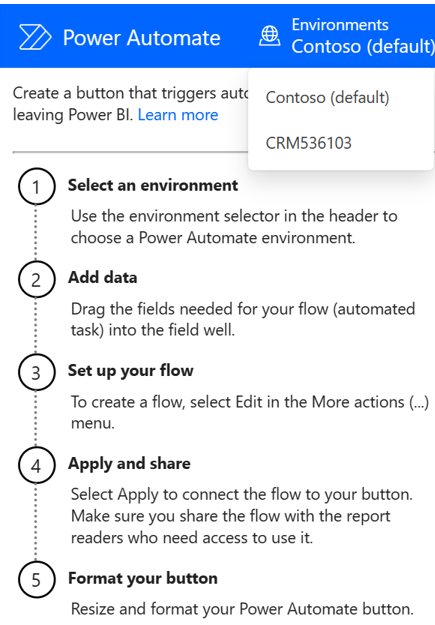 Power Automate
Environments
Contoso (default)
Contoso (default)
CRM536103
Create a button that triggers
leaving Power BI. Learn more
1
Select an environment
Use the environment selector in the header to
choose a Power Automate environment.
2
Add data
Drag the fields needed for your flow (automated
task) into the field well.
3
Set up your flow
To create a flow, select Edit in the More actions (...)
menu.
4
Apply and share
Select Apply to connect the flow to your button.
Make sure you share the flow with the report
readers who need access to use it.
5
Format your button
Resize and format your Power Automate button.